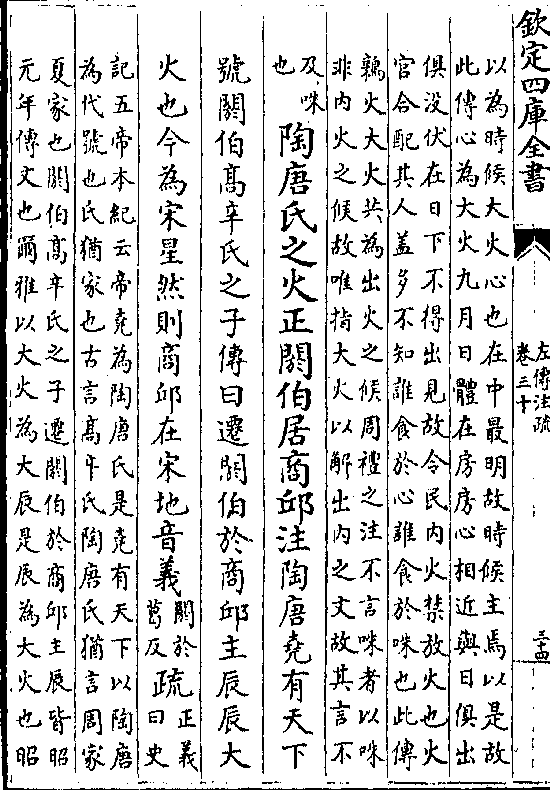 欽定四庫全書
左傳注疏
卷三十
三十四
以為時候大火心也在中最明故時候主焉以是故
此傳心為大火九月日體在房房心相近與日俱出
俱没伏在日下不得出見故令民内火禁放火也火
官合配其人蓋多不知誰食於心誰食於咮也此傳
鶉火大火共為出火之候周禮之注不言咮者以咮
非内火之候故唯指大火以解出内之文故其言不
及咮
也
陶唐氏之火正閼伯居商邱注陶唐堯有天下
號閼伯髙辛氏之子傳曰遷閼伯於商邱主辰辰大
火也今為宋星然則商邱在宋地音義
閼於
葛反
疏
正義
曰史
記五帝本紀云帝堯為陶唐氏是堯有天下以陶唐
為代號也氏猶家也古言髙辛氏陶唐氏猶言周家
夏家也閼伯髙辛氏之子遷閼伯於商邱主辰皆昭
元年傳文也爾雅以大火為大辰是辰為大火也昭